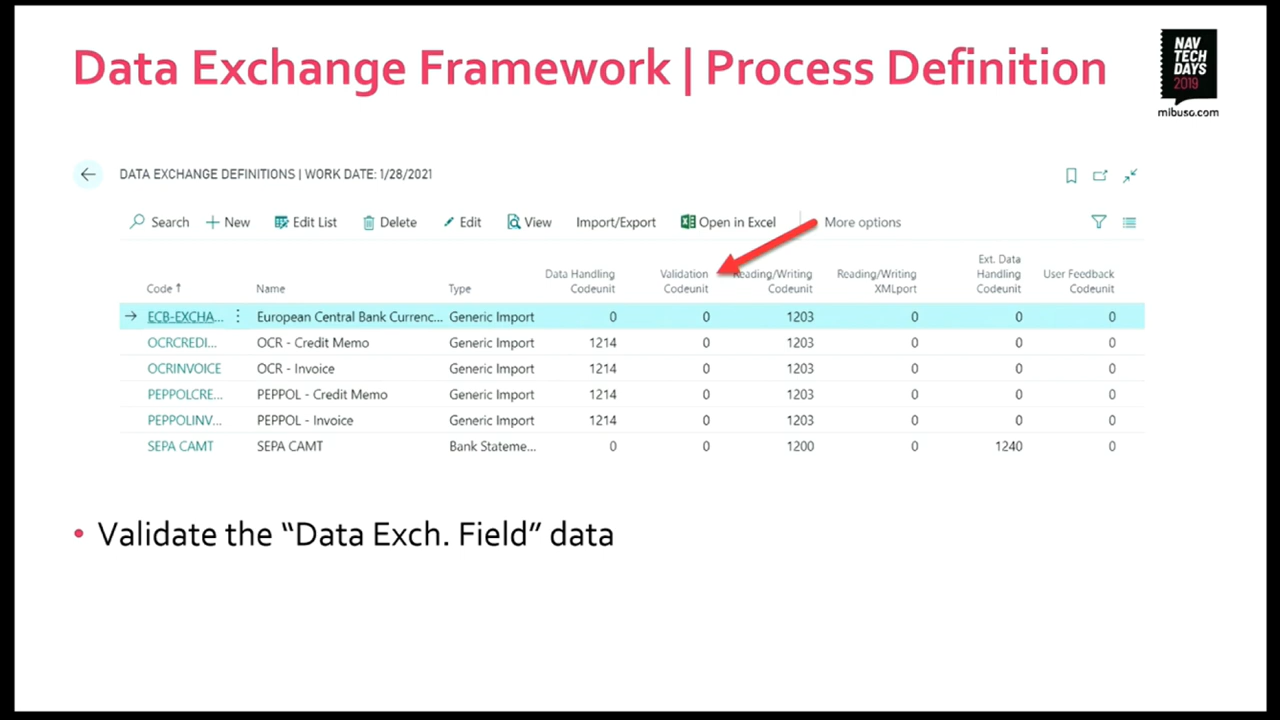 Data Exchange Framework | Process Definition
NAV
TECH
DAYS
2019
mibuso.com
DATA EXCHANGE DEFINITIONS | WORK DATE: 1/28/2021
Search New Edit List Delete Edit View Import/Export Open in Excel More options
Code ↑ Name Type Data Handling Codeunit Validation Codeunit Reading/Writing Codeunit Reading/Writing XMLport Ext. Data Handling Codeunit User Feedback Codeunit
ECB-EXCHA... European Central Bank Currenc... Generic Import 0 0 1203 0 0 0
OCRCREDI... OCR - Credit Memo Generic Import 1214 0 1203 0 0 0
OCRINVOICE OCR - Invoice Generic Import 1214 0 1203 0 0 0
PEPPOLCRE... PEPPOL - Credit Memo Generic Import 1214 0 1203 0 0 0
PEPPOLINV... PEPPOL - Invoice Generic Import 1214 0 1203 0 0 0
SEPA CAMT SEPA CAMT Bank Stateme... 0 0 1200 0 1240 0
• Validate the “Data Exch. Field” data